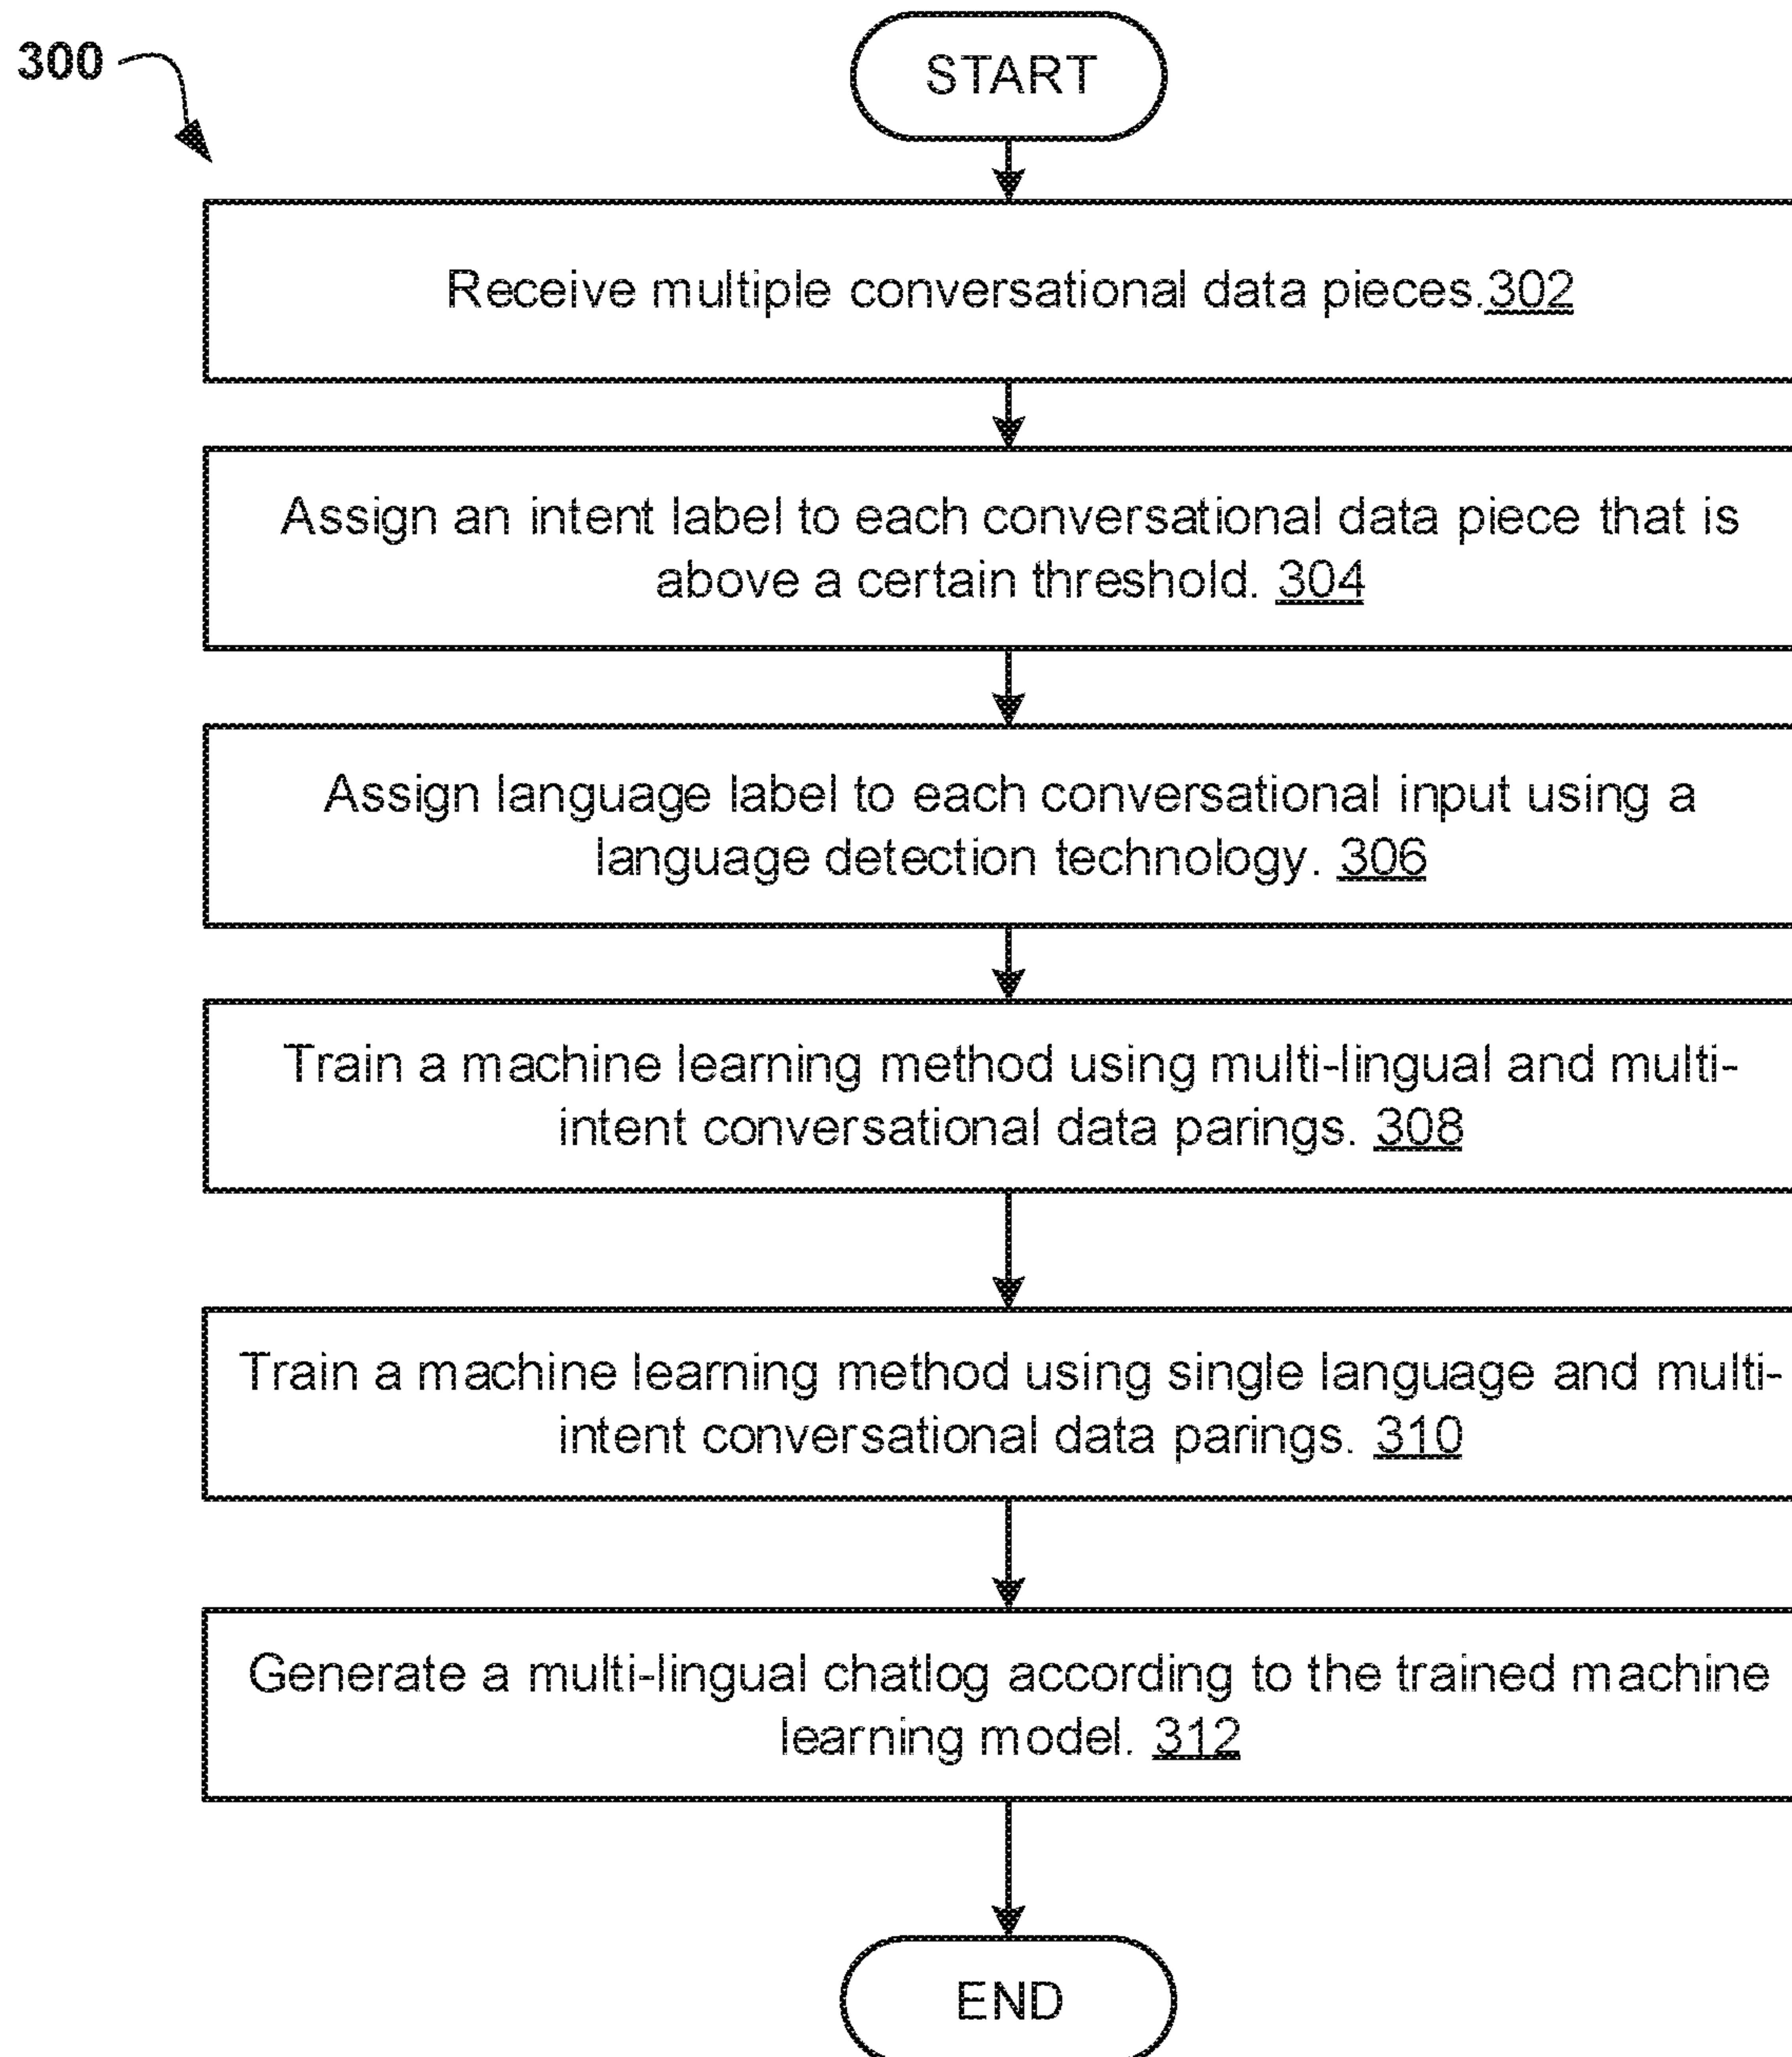 300
START
Receive multiple conversational data pieces.302
Assign an intent label to each conversational data piece that is
above a certain threshold. 304
Assign language label to each conversational input using a
language detection technology. 306
Train a machine learning method using multi-lingual and multi-
intent conversational data parings. 308
Train a machine learning method using single language and multi-
intent conversational data parings. 310
Generate a multi-lingual chatlog according to the trained machine
learning model. 312
END